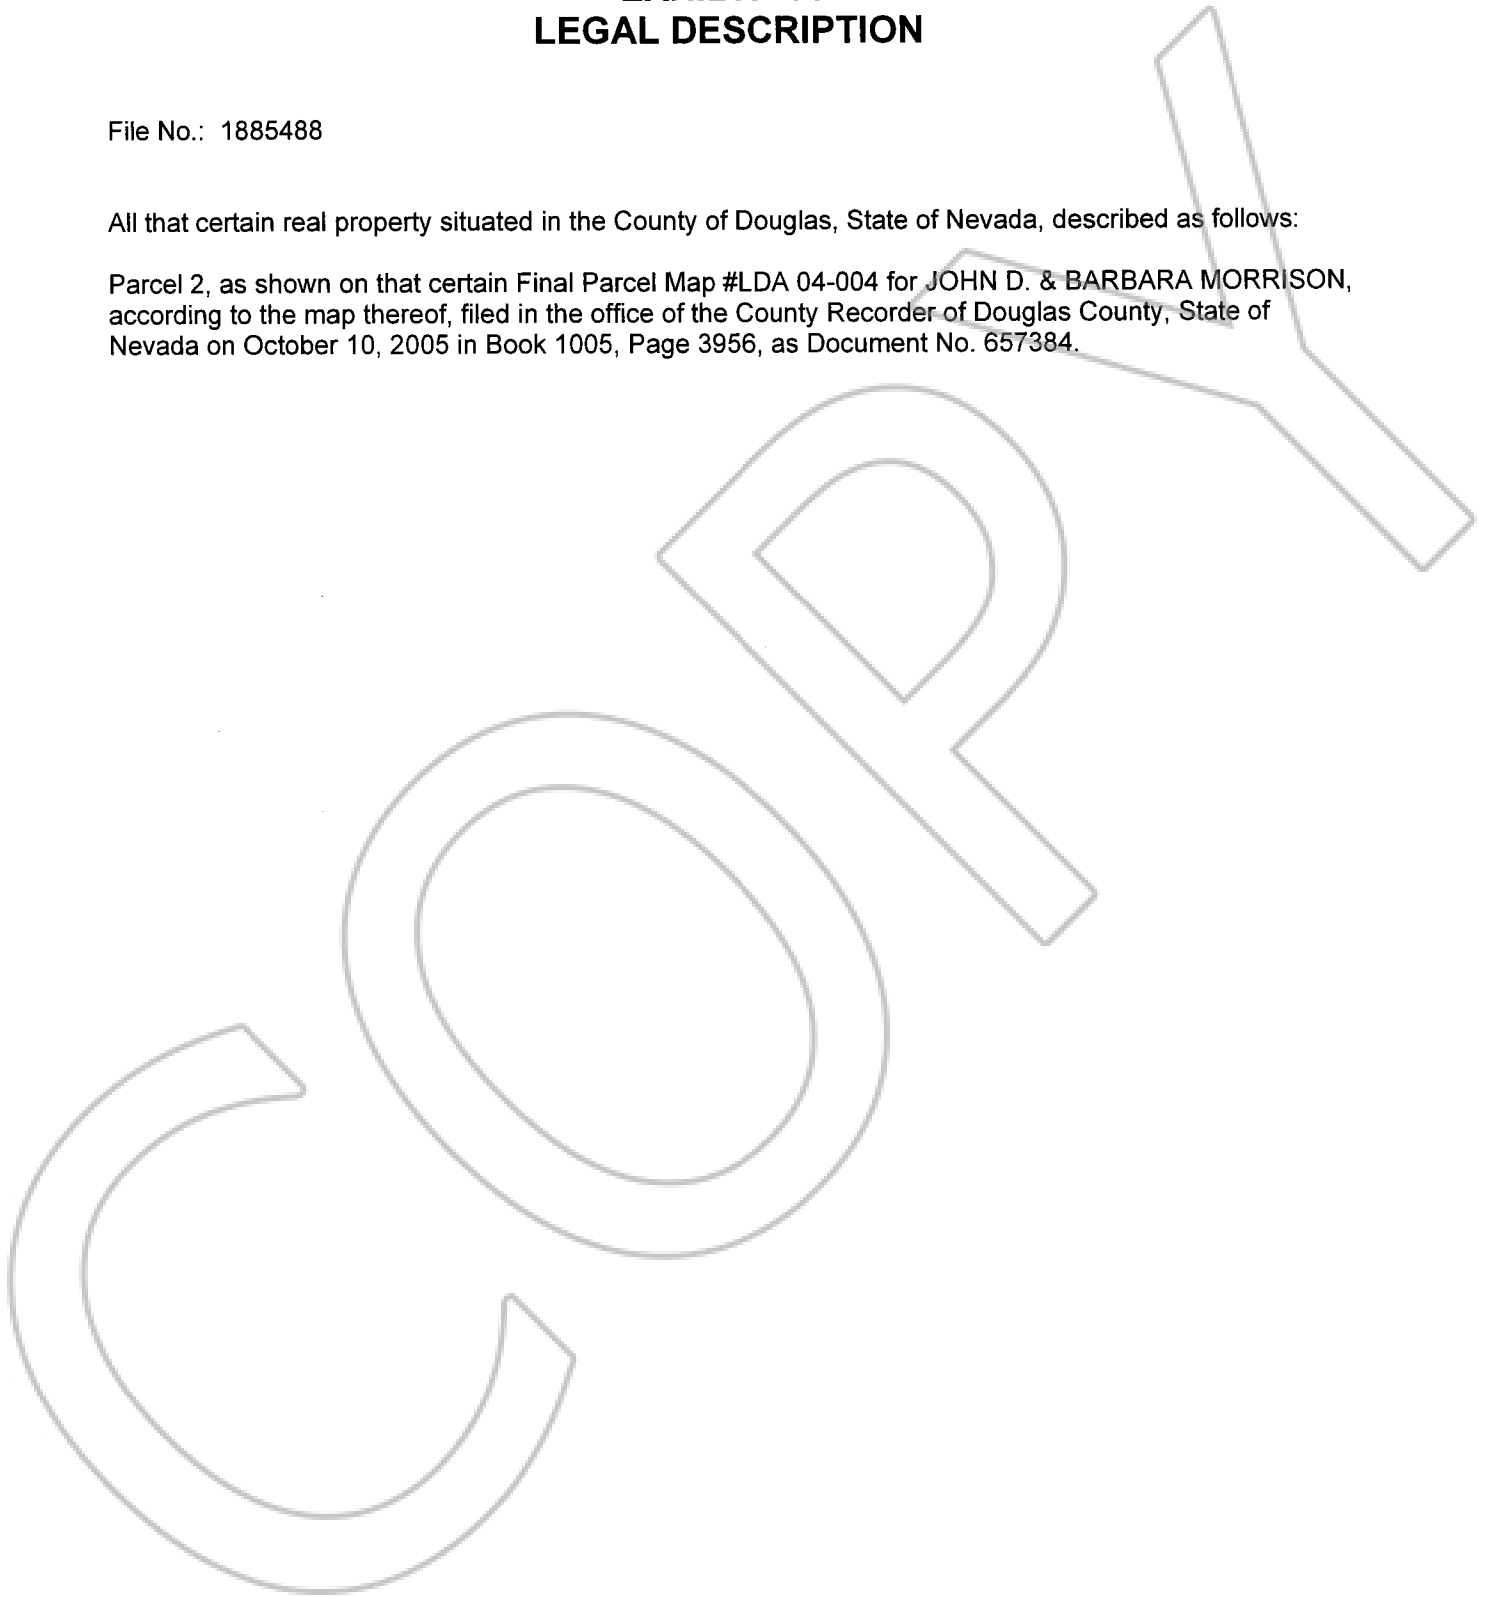 LEGAL DESCRIPTION
File No.: 1885488
All that certain real property situated in the County of Douglas, State of Nevada, described as follows:
Parcel 2, as shown on that certain Final Parcel Map #LDA 04-004 for JOHN D. & BARBARA MORRISON,
according to the map thereof, filed in the office of the County Recorder of Douglas County, State of
Nevada on October 10, 2005 in Book 1005, Page 3956, as Document No. 657384.
COPY